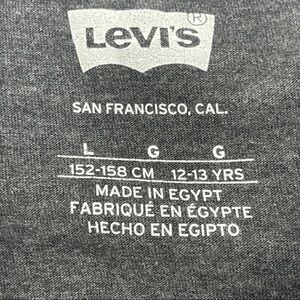 LEVI'S®
SAN FRANCISCO, CAL.
L G G
152-158 CM 12-13 YRS
MADE IN EGYPT
FABRIQUÉ EN ÉGYPTE
HECHO EN EGIPTO